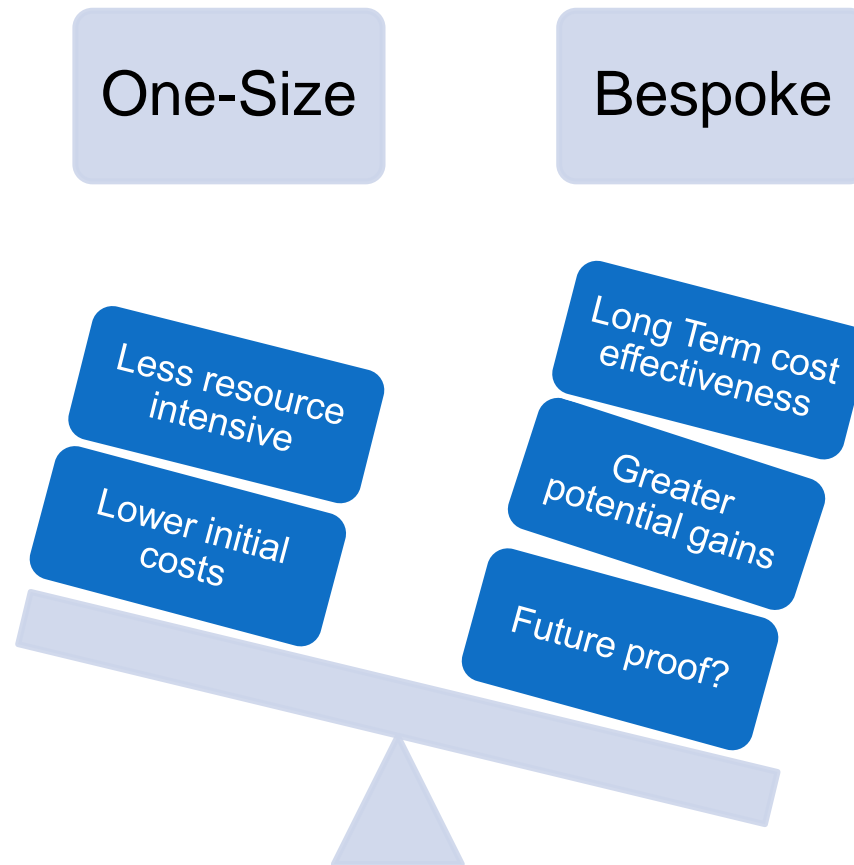 One-Size
Bespoke
Less resource
intensive
Lower initial
costs
Long Term cost
effectiveness
Greater
potential gains
Future proof?